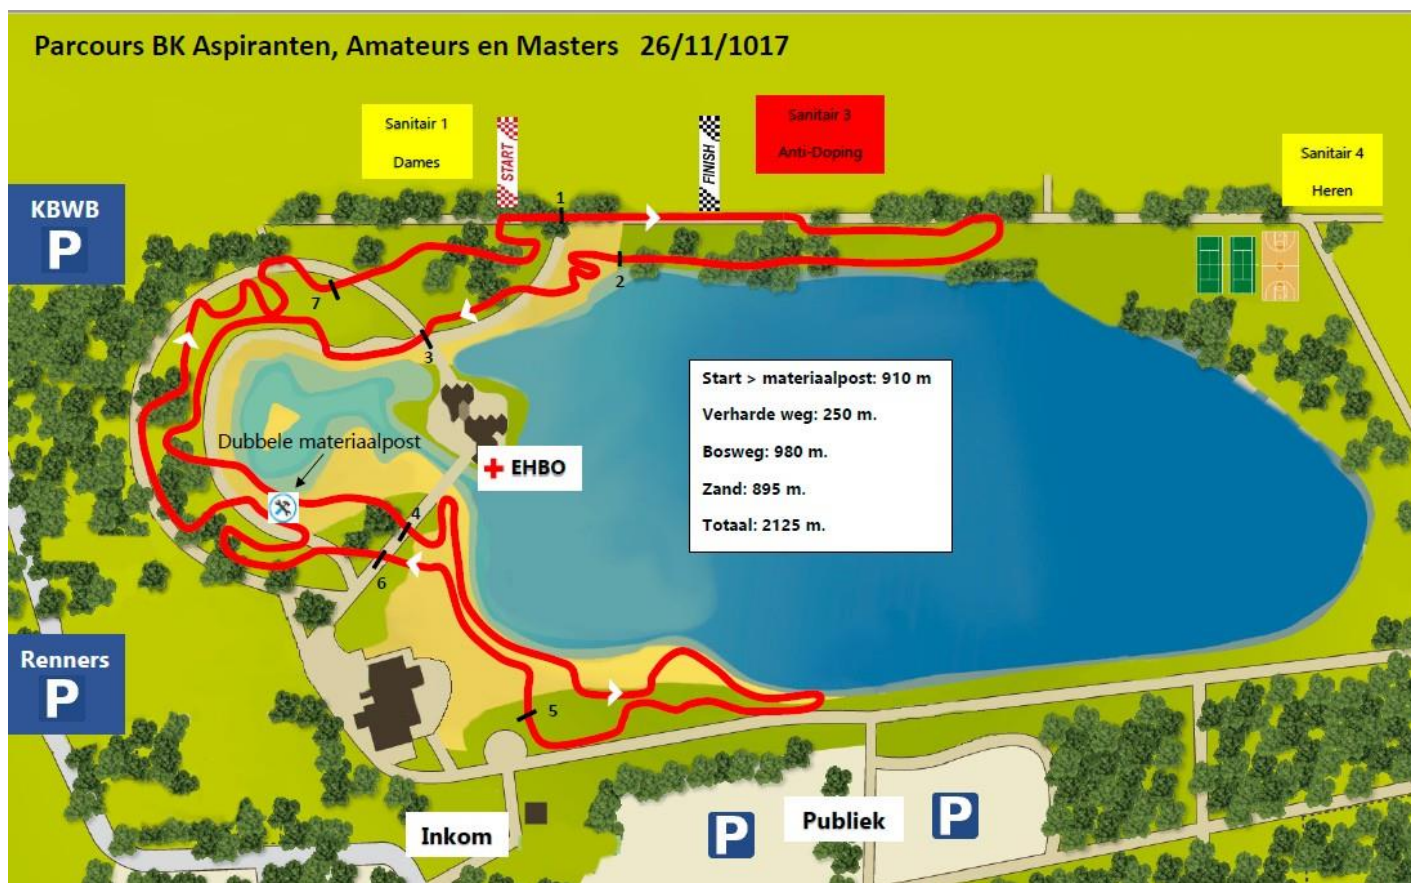 Parcours BK Aspiranten, Amateurs en Masters 26/11/1017
Sanitair 1
Dames
START
FINISH
Sanitair 3
Anti-Doping
Sanitair 4
Heren
KBWB
P
1
2
7
3
Start > materiaalpost: 910 m
Verharde weg: 250 m.
Bosweg: 980 m.
Zand: 895 m.
Totaal: 2125 m.
Dubbele materiaalpost
EHBO
4
6
Renners
P
5
Inkom
P
Publiek
P